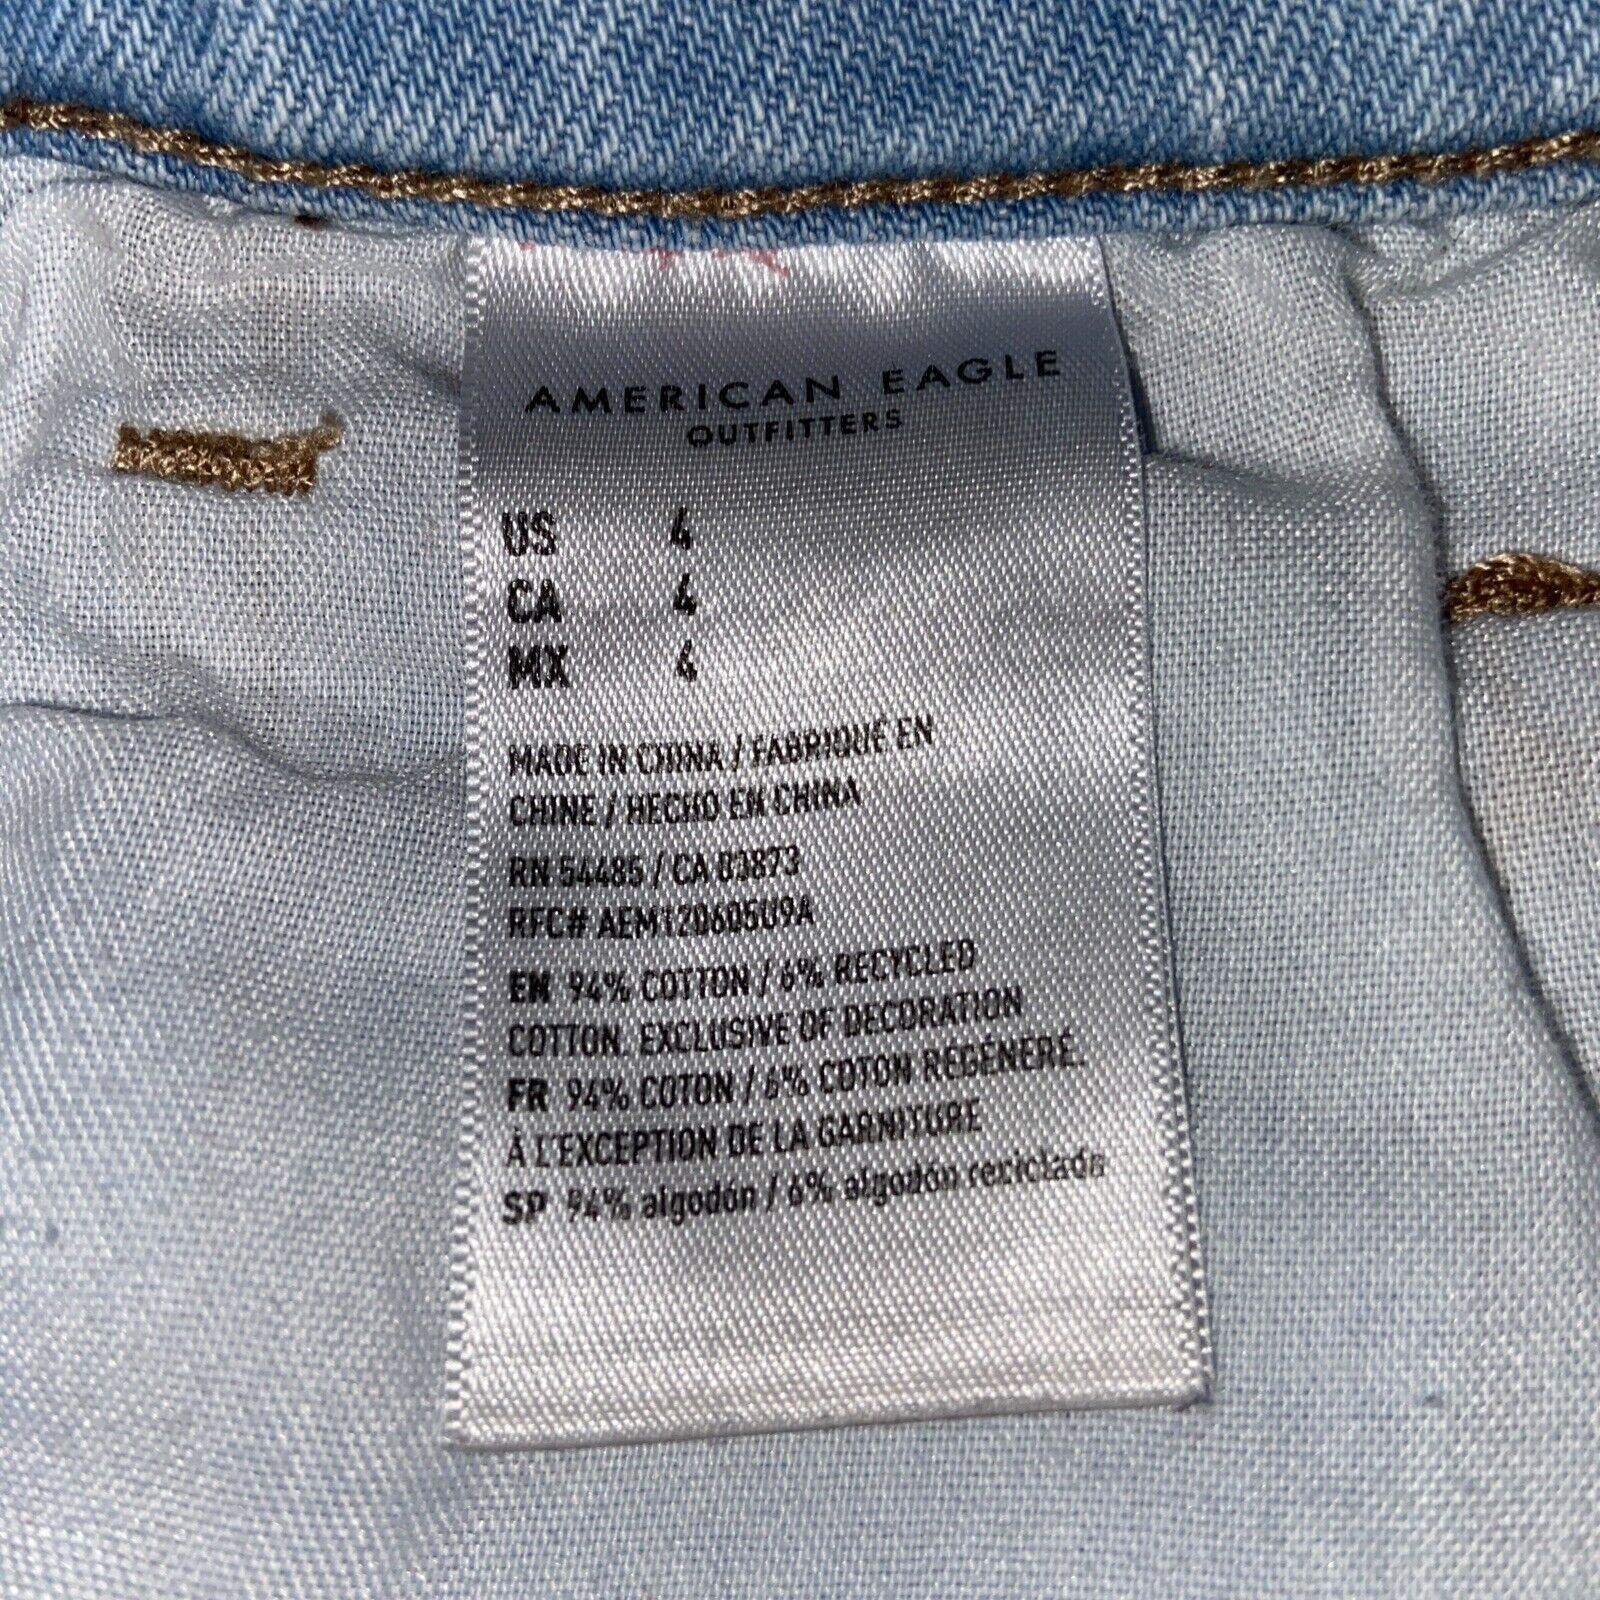 AMERICAN EAGLE
OUTFITTERS
US 4
CA 4
MX 4
MADE IN CHINA / FABRIQUÉ EN
CHINE / HECHO EN CHINA
RN 54485 / CA 03873
RFC# AEM120605U9A
EN 94% COTTON / 6% RECYCLED
COTTON. EXCLUSIVE OF DECORATION
FR 94% COTON / 6% COTON REGÉNERÉ.
À L'EXCEPTION DE LA GARNITURE
SP 94% algodón / 6% algodón reciclado